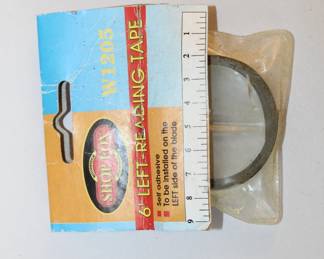 W1205
SHOP FOX
6' LEFT-READING TAPE
Self adhesive
To be installed on the
LEFT side of the blade
1
2
3
4
5
6
7
8
9